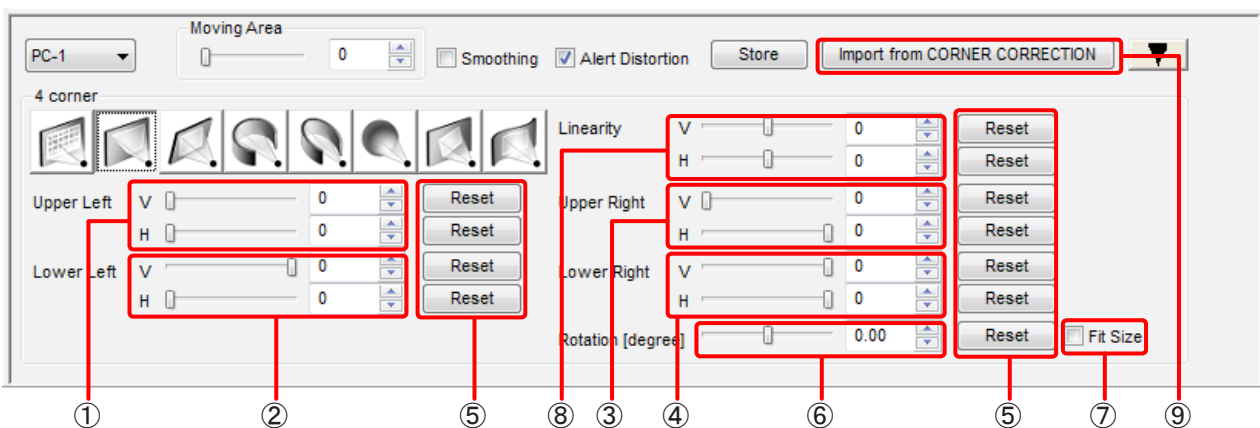 Moving Area
PC-1 0 Smoothing Alert Distortion Store Import from CORNER CORRECTION
4 corner
Linearity V 0 Reset
H 0 Reset
Upper Left V 0 Reset Upper Right V 0 Reset
H 0 Reset H 0 Reset
Lower Left V 0 Reset Lower Right V 0 Reset
H 0 Reset H 0 Reset
Rotation [degree] 0.00 Reset Fit Size
① ② ⑤ ⑧ ③ ④ ⑥ ⑤ ⑦ ⑨